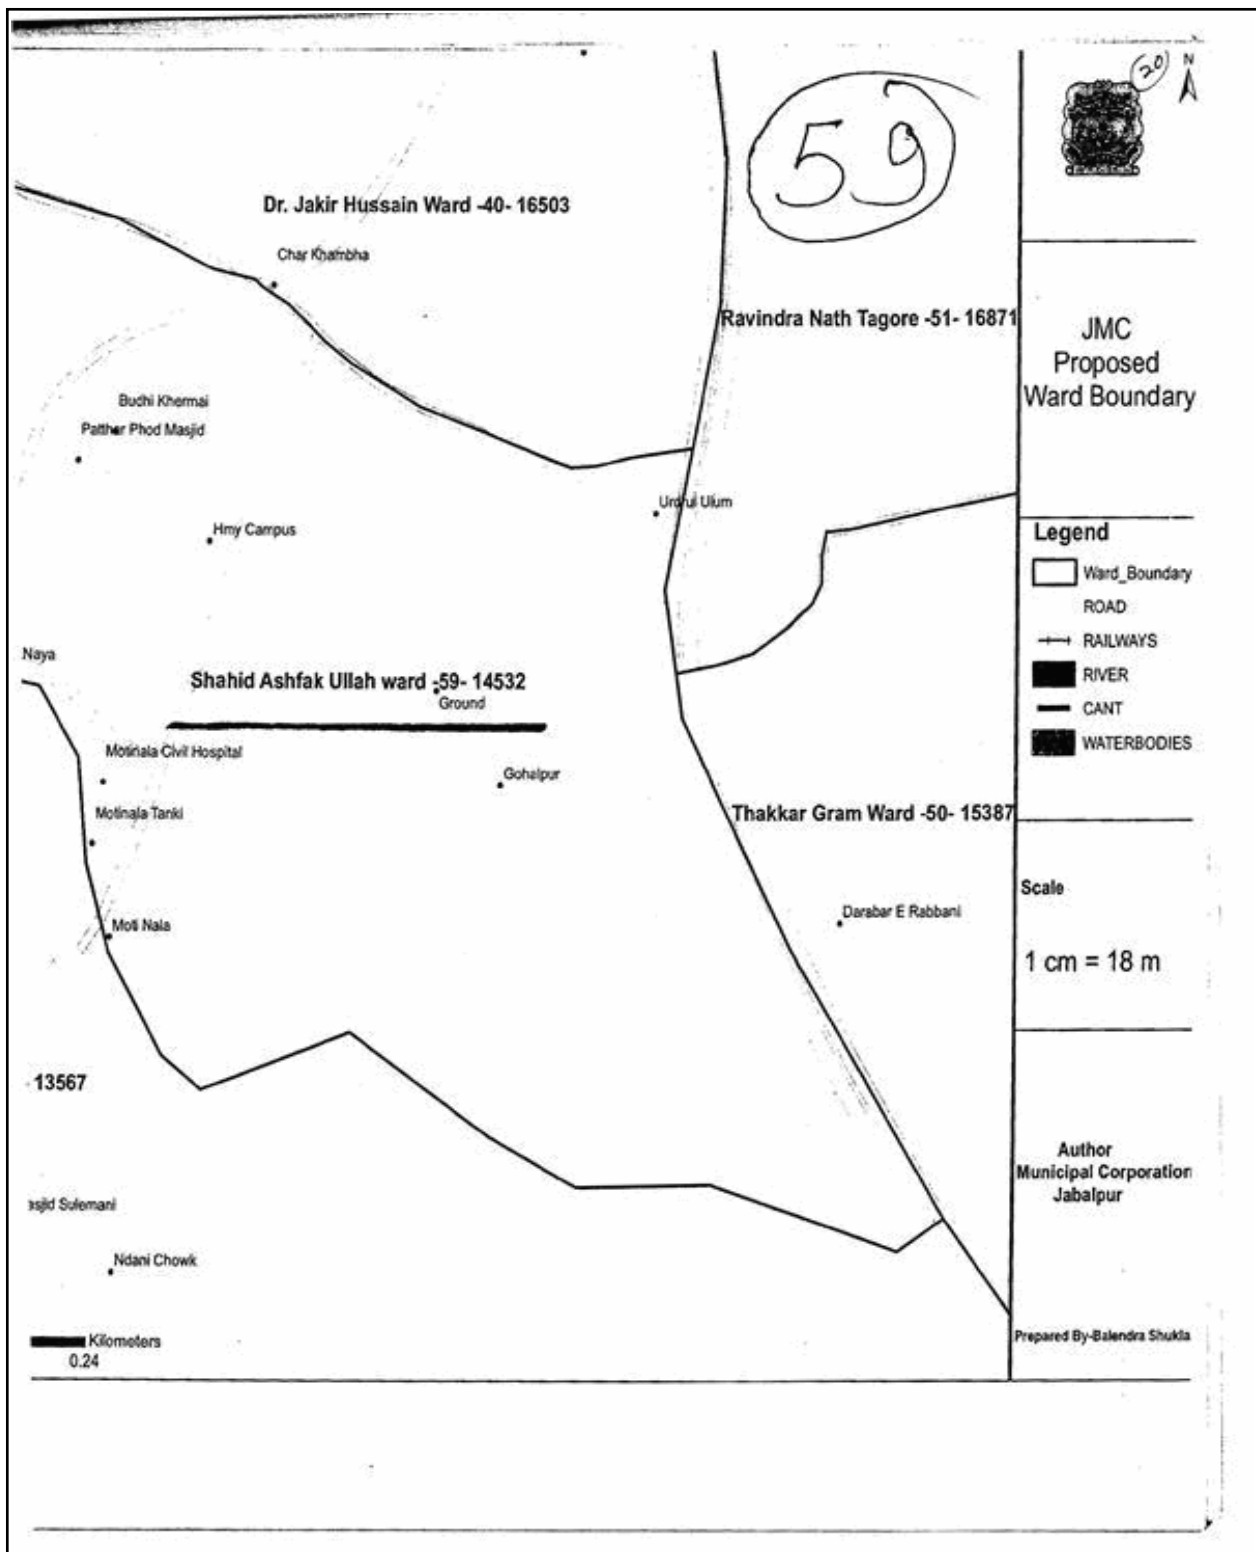 20
N
59
Dr. Jakir Hussain Ward -40- 16503
Char Khambha
Ravindra Nath Tagore -51- 16871
JMC
Proposed
Ward Boundary
Budhi Khermai
Patthar Phod Masjid
Urdrul Ulum
Hmy Campus
Legend
Ward_Boundary
ROAD
RAILWAYS
RIVER
CANT
WATERBODIES
Naya
Shahid Ashfak Ullah ward -59- 14532
Ground
Motinala Civil Hospital
Gohalpur
Motinala Tanki
Thakkar Gram Ward -50- 15387
Scale
Darabar E Rabbani
Moti Nala
1 cm = 18 m
- 13567
Author
Municipal Corporation
Jabalpur
asjid Sulemani
Ndani Chowk
Kilometers
0.24
Prepared By-Balendra Shukla